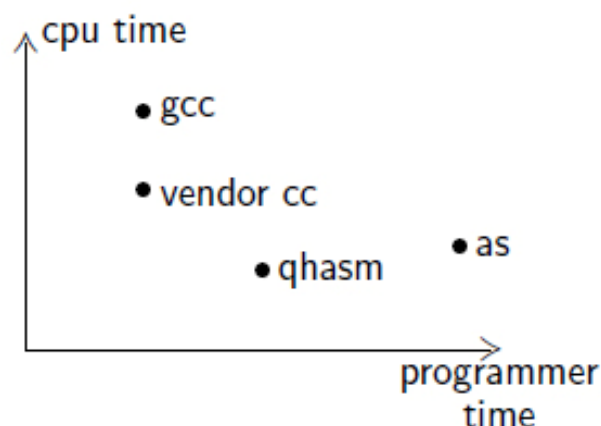 cpu time
gcc
vendor cc
as
qhasm
programmer
time